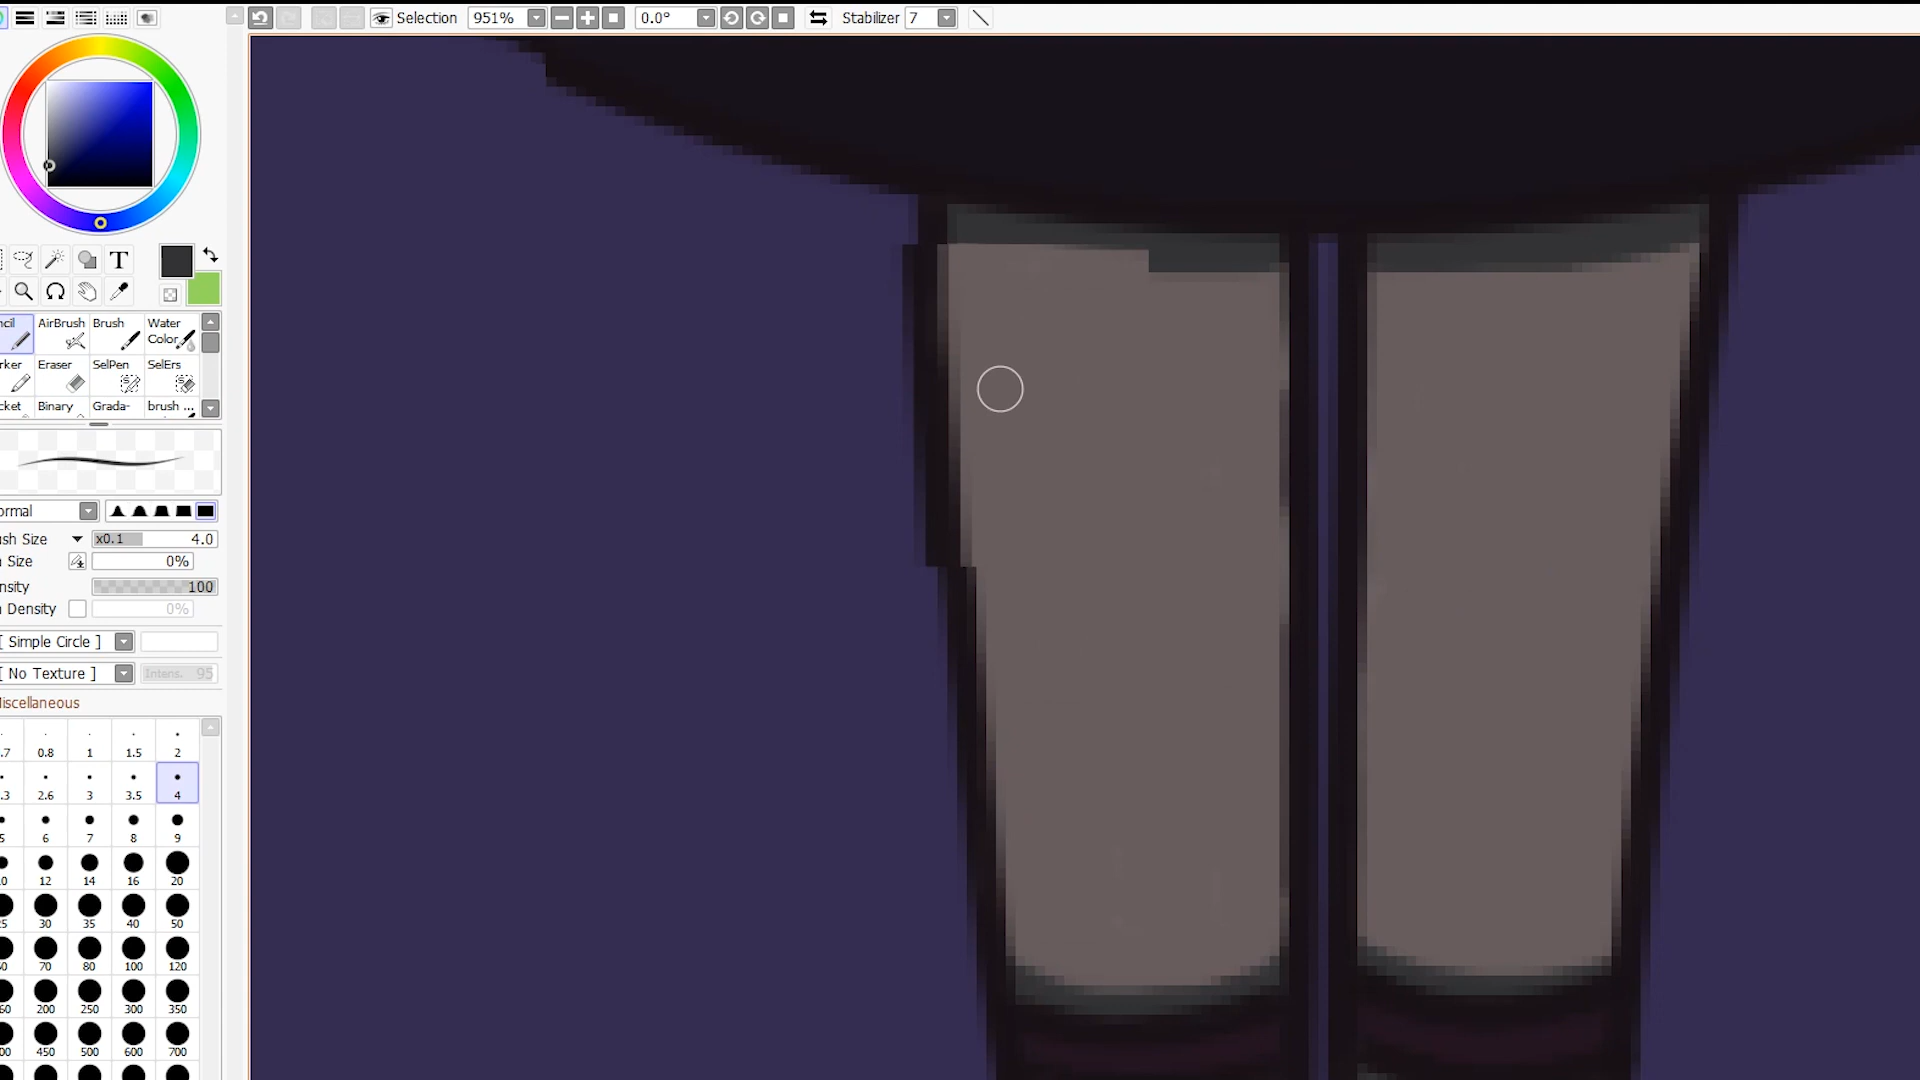 Selection 951% 0.0° Stabilizer 7
T
ncil AirBrush Brush Water Color
rker Eraser SelPen SelErs
cket Binary Grada- brush ...
ormal
ush Size x0.1 4.0
n Size 0%
nsity 100
n Density 0%
[ Simple Circle ]
[ No Texture ] Intens. 95
liscellaneous
.7 0.8 1 1.5 2
.3 2.6 3 3.5 4
5 6 7 8 9
0 12 14 16 20
25 30 35 40 50
60 70 80 100 120
60 200 250 300 350
00 450 500 600 700